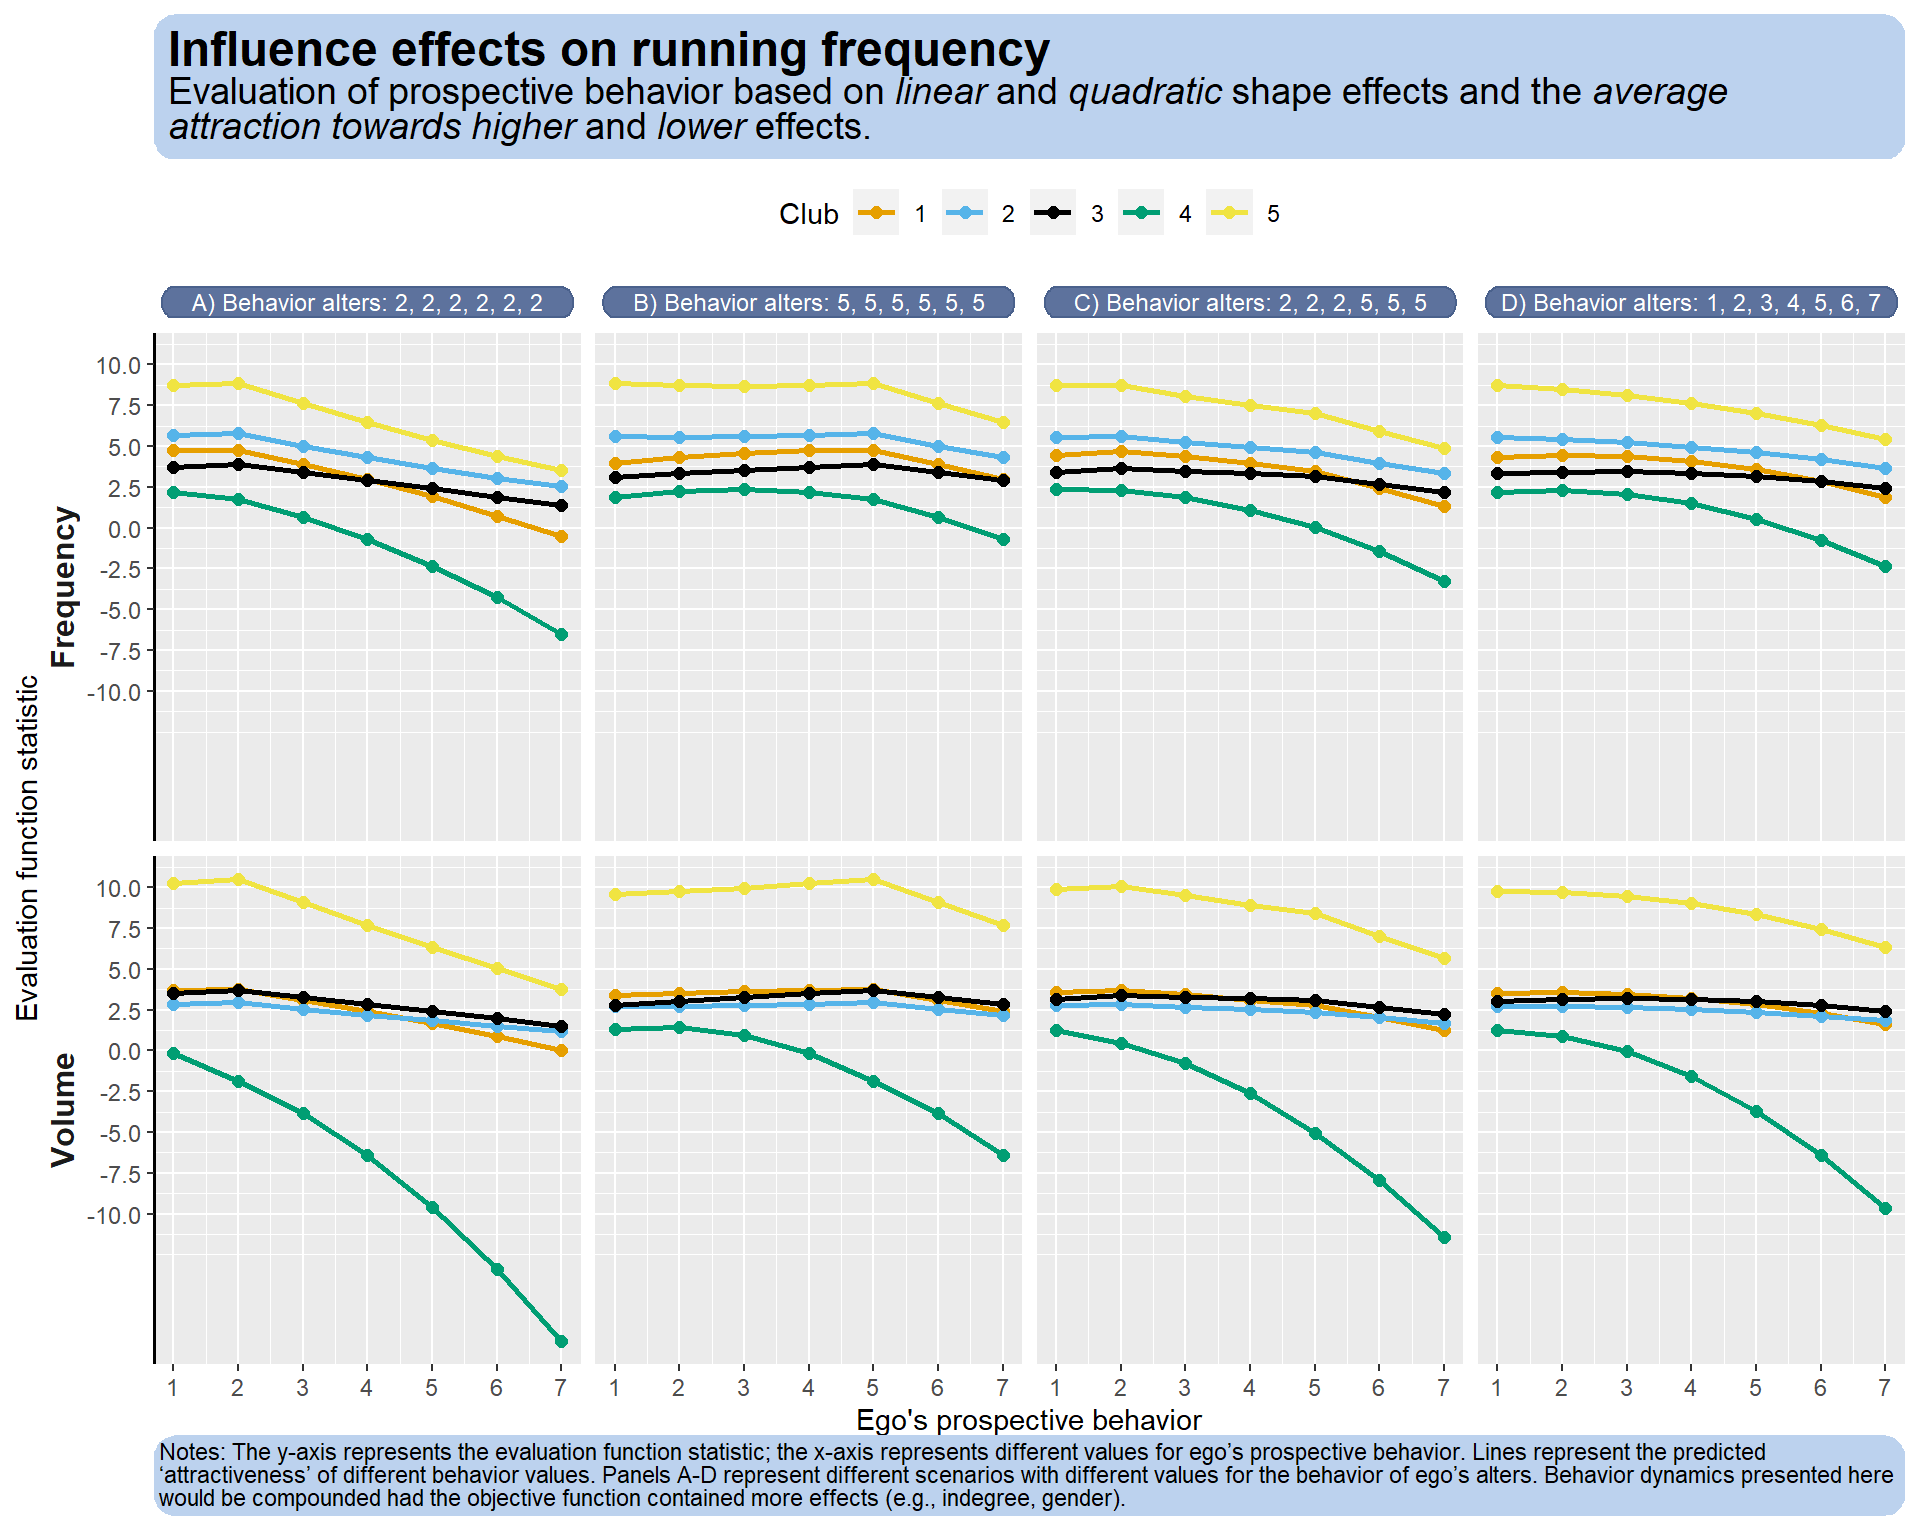 Influence effects on running frequency
Evaluation of prospective behavior based on linear and quadratic shape effects and the average
attraction towards higher and lower effects.
Club 1 2 3 4 5
A) Behavior alters: 2, 2, 2, 2, 2, 2
B) Behavior alters: 5, 5, 5, 5, 5, 5
C) Behavior alters: 2, 2, 2, 5, 5, 5
D) Behavior alters: 1, 2, 3, 4, 5, 6, 7
Evaluation function statistic
Frequency
10.0
7.5
5.0
2.5
0.0
-2.5
-5.0
-7.5
-10.0
Volume
10.0
7.5
5.0
2.5
0.0
-2.5
-5.0
-7.5
-10.0
1 2 3 4 5 6 7
1 2 3 4 5 6 7
1 2 3 4 5 6 7
1 2 3 4 5 6 7
Ego's prospective behavior
Notes: The y-axis represents the evaluation function statistic; the x-axis represents different values for ego’s prospective behavior. Lines represent the predicted
‘attractiveness’ of different behavior values. Panels A-D represent different scenarios with different values for the behavior of ego’s alters. Behavior dynamics presented here
would be compounded had the objective function contained more effects (e.g., indegree, gender).